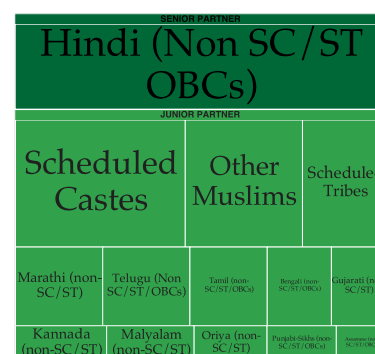 SENIOR PARTNER
Hindi (Non SC/ST
OBCs)
JUNIOR PARTNER
Scheduled
Castes
Other
Muslims
Schedule
Tribes
Marathi (non-
SC/ST)
Telugu (Non
SC/ST/OBCs)
Tamil (non-
SC/ST/OBCs)
Bengali (non-
SC/ST/OBCs)
Gujarati (n
SC/ST)
Kannada
(non-SC/ST)
Malyalam
(non-SC/ST)
Oriya (non-
SC/ST)
Punjabi-Sikhs (non-
SC/ST/OBCs)